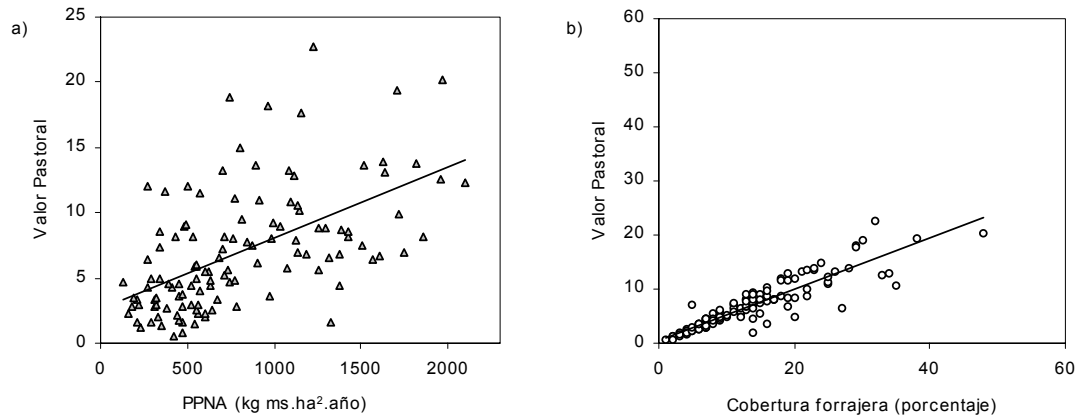 a)
25
20
15
10
5
0
Valor Pastoral
0 500 1000 1500 2000
PPNA (kg ms.ha².año)
b)
60
50
40
30
20
10
0
Valor Pastoral
0 20 40 60
Cobertura forrajera (porcentaje)